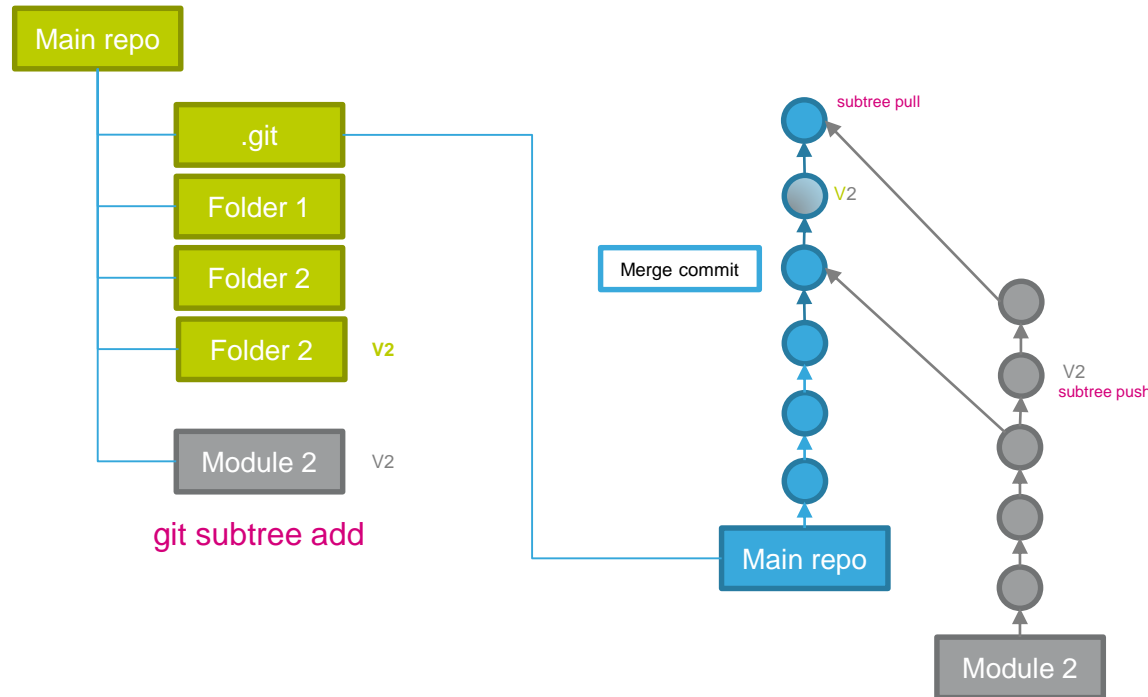 Main repo
.git
Folder 1
Folder 2
Folder 2
V2
Module 2
V2
git subtree add
subtree pull
V2
Merge commit
V2
subtree push
Main repo
Module 2